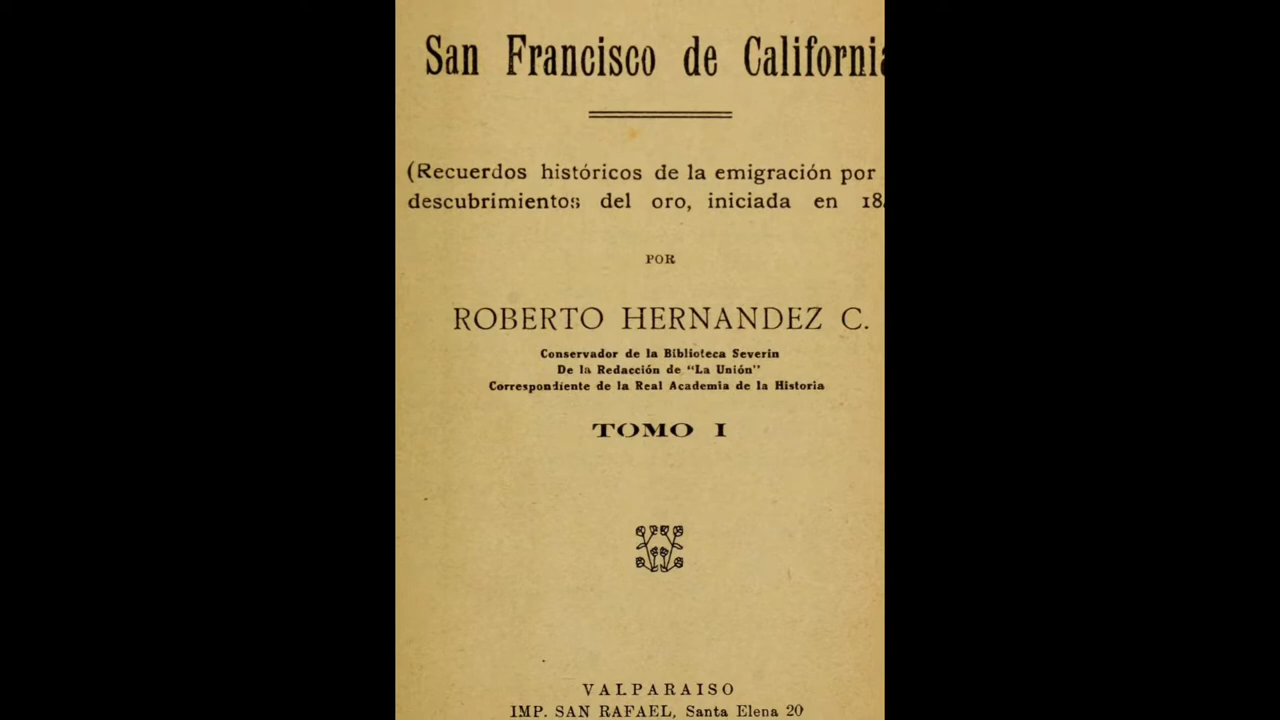 San Francisco de California
(Recuerdos históricos de la emigración por
descubrimientos del oro, iniciada en 18
POR
ROBERTO HERNANDEZ C.
Conservador de la Biblioteca Severin
De la Redacción de "La Unión"
Correspondiente de la Real Academia de la Historia
TOMO I
VALPARAISO
IMP. SAN RAFAEL, Santa Elena 20